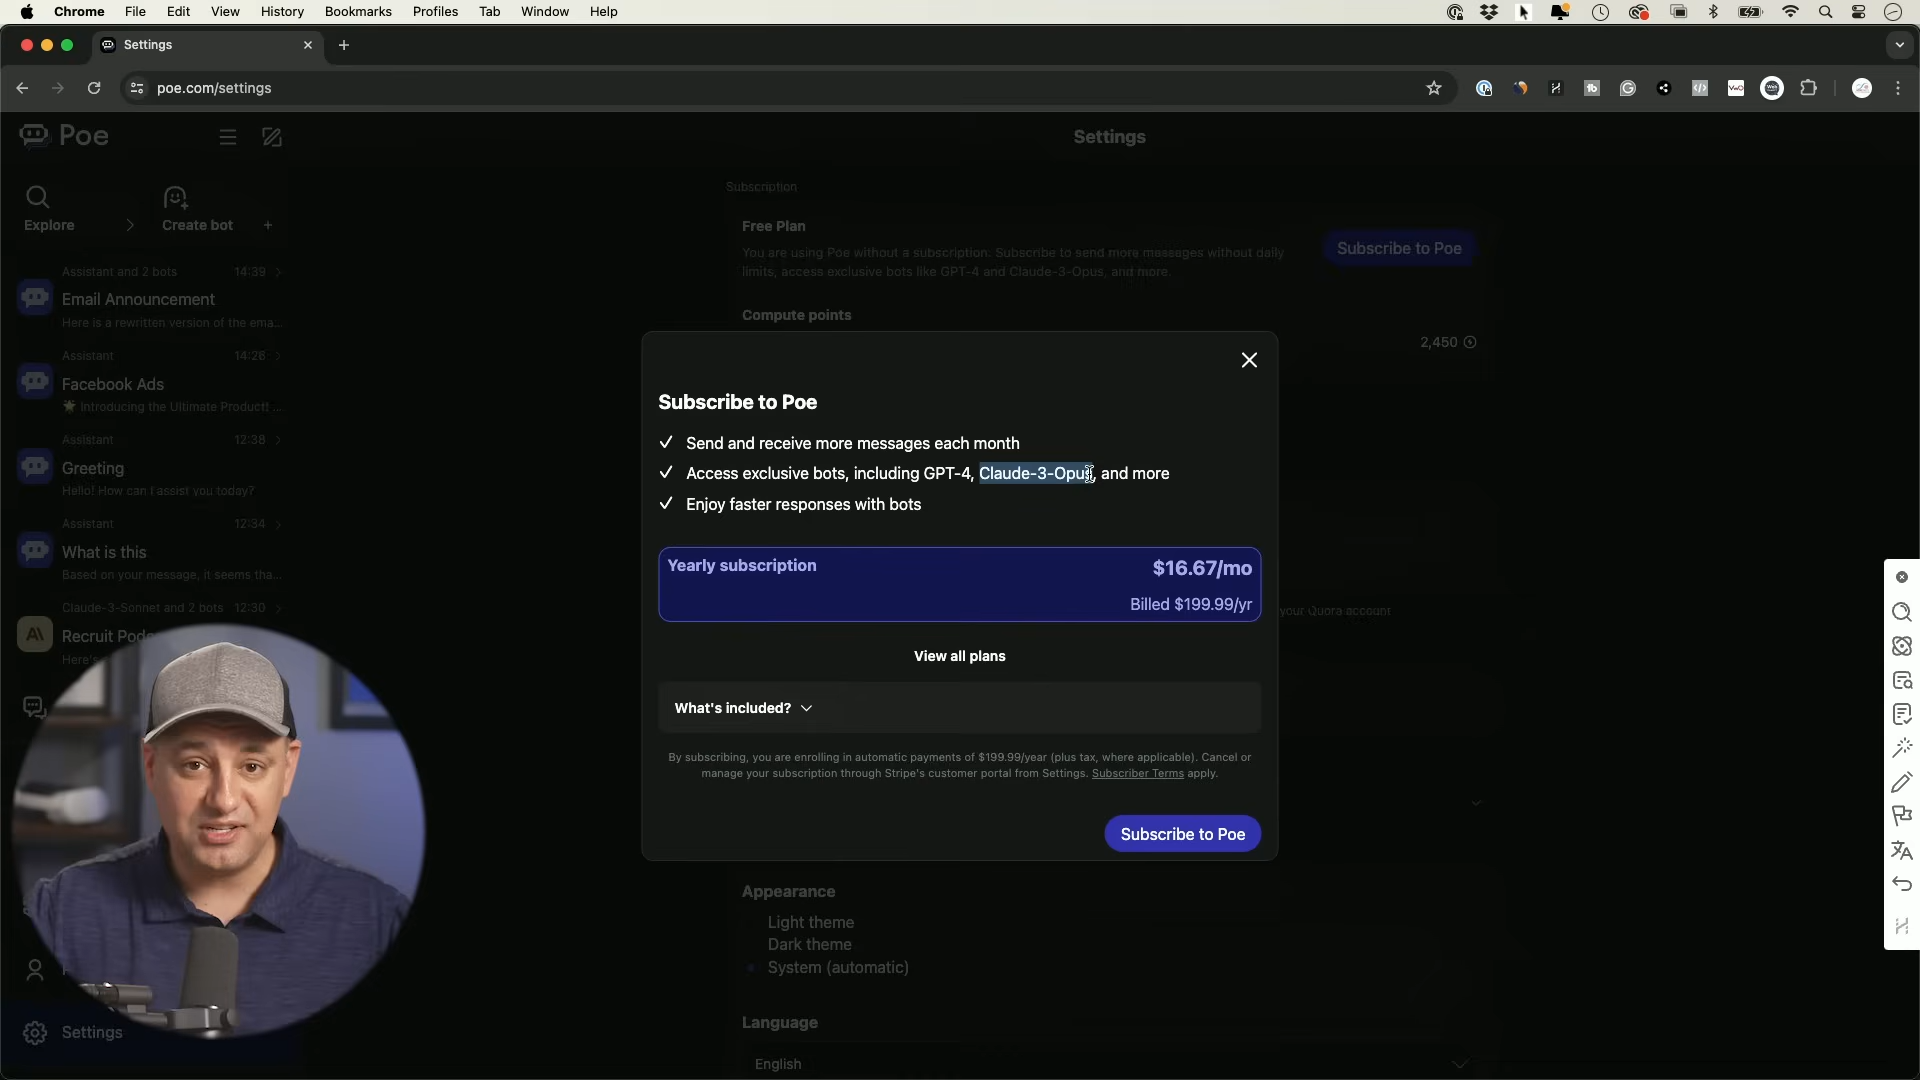 Chrome File Edit View History Bookmarks Profiles Tab Window Help
Settings
poe.com/settings
Poe
Settings
Explore
Create bot
Subscription
Free Plan
You are using Poe without a subscription. Subscribe to send more messages without daily
limits, access exclusive bots like GPT-4 and Claude-3-Opus, and more.
Subscribe to Poe
Compute points
2,450
Assistant and 2 bots 14:39
Email Announcement
Here is a rewritten version of the ema...
Assistant 14:26
Facebook Ads
Introducing the Ultimate Product! ...
Assistant 12:38
Greeting
Hello! How can I assist you today?
Assistant 12:34
What is this
Based on your message, it seems tha...
Claude-3-Sonnet and 2 bots 12:30
Recruit
Here's
Subscribe to Poe
Send and receive more messages each month
Access exclusive bots, including GPT-4, Claude-3-Opus, and more
Enjoy faster responses with bots
Yearly subscription $16.67/mo
Billed $199.99/yr
your Quora account
View all plans
What's included?
By subscribing, you are enrolling in automatic payments of $199.99/year (plus tax, where applicable). Cancel or
manage your subscription through Stripe's customer portal from Settings. Subscriber Terms apply.
Subscribe to Poe
Appearance
Light theme
Dark theme
System (automatic)
Language
English
Settings